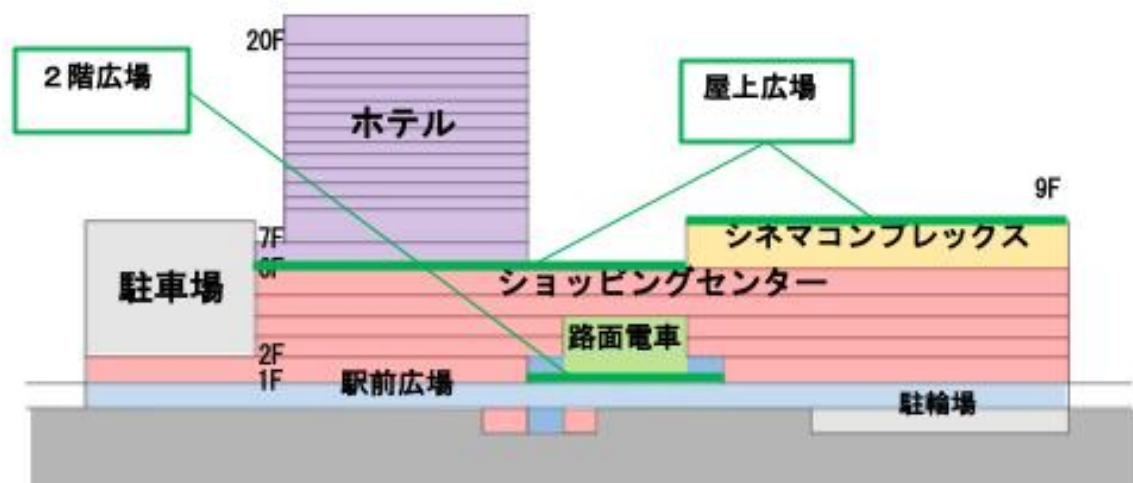 20F
２階広場
屋上広場
ホテル
9F
7F
シネマコンプレックス
6F
ショッピングセンター
駐車場
路面電車
2F
1F
駅前広場
駐輪場